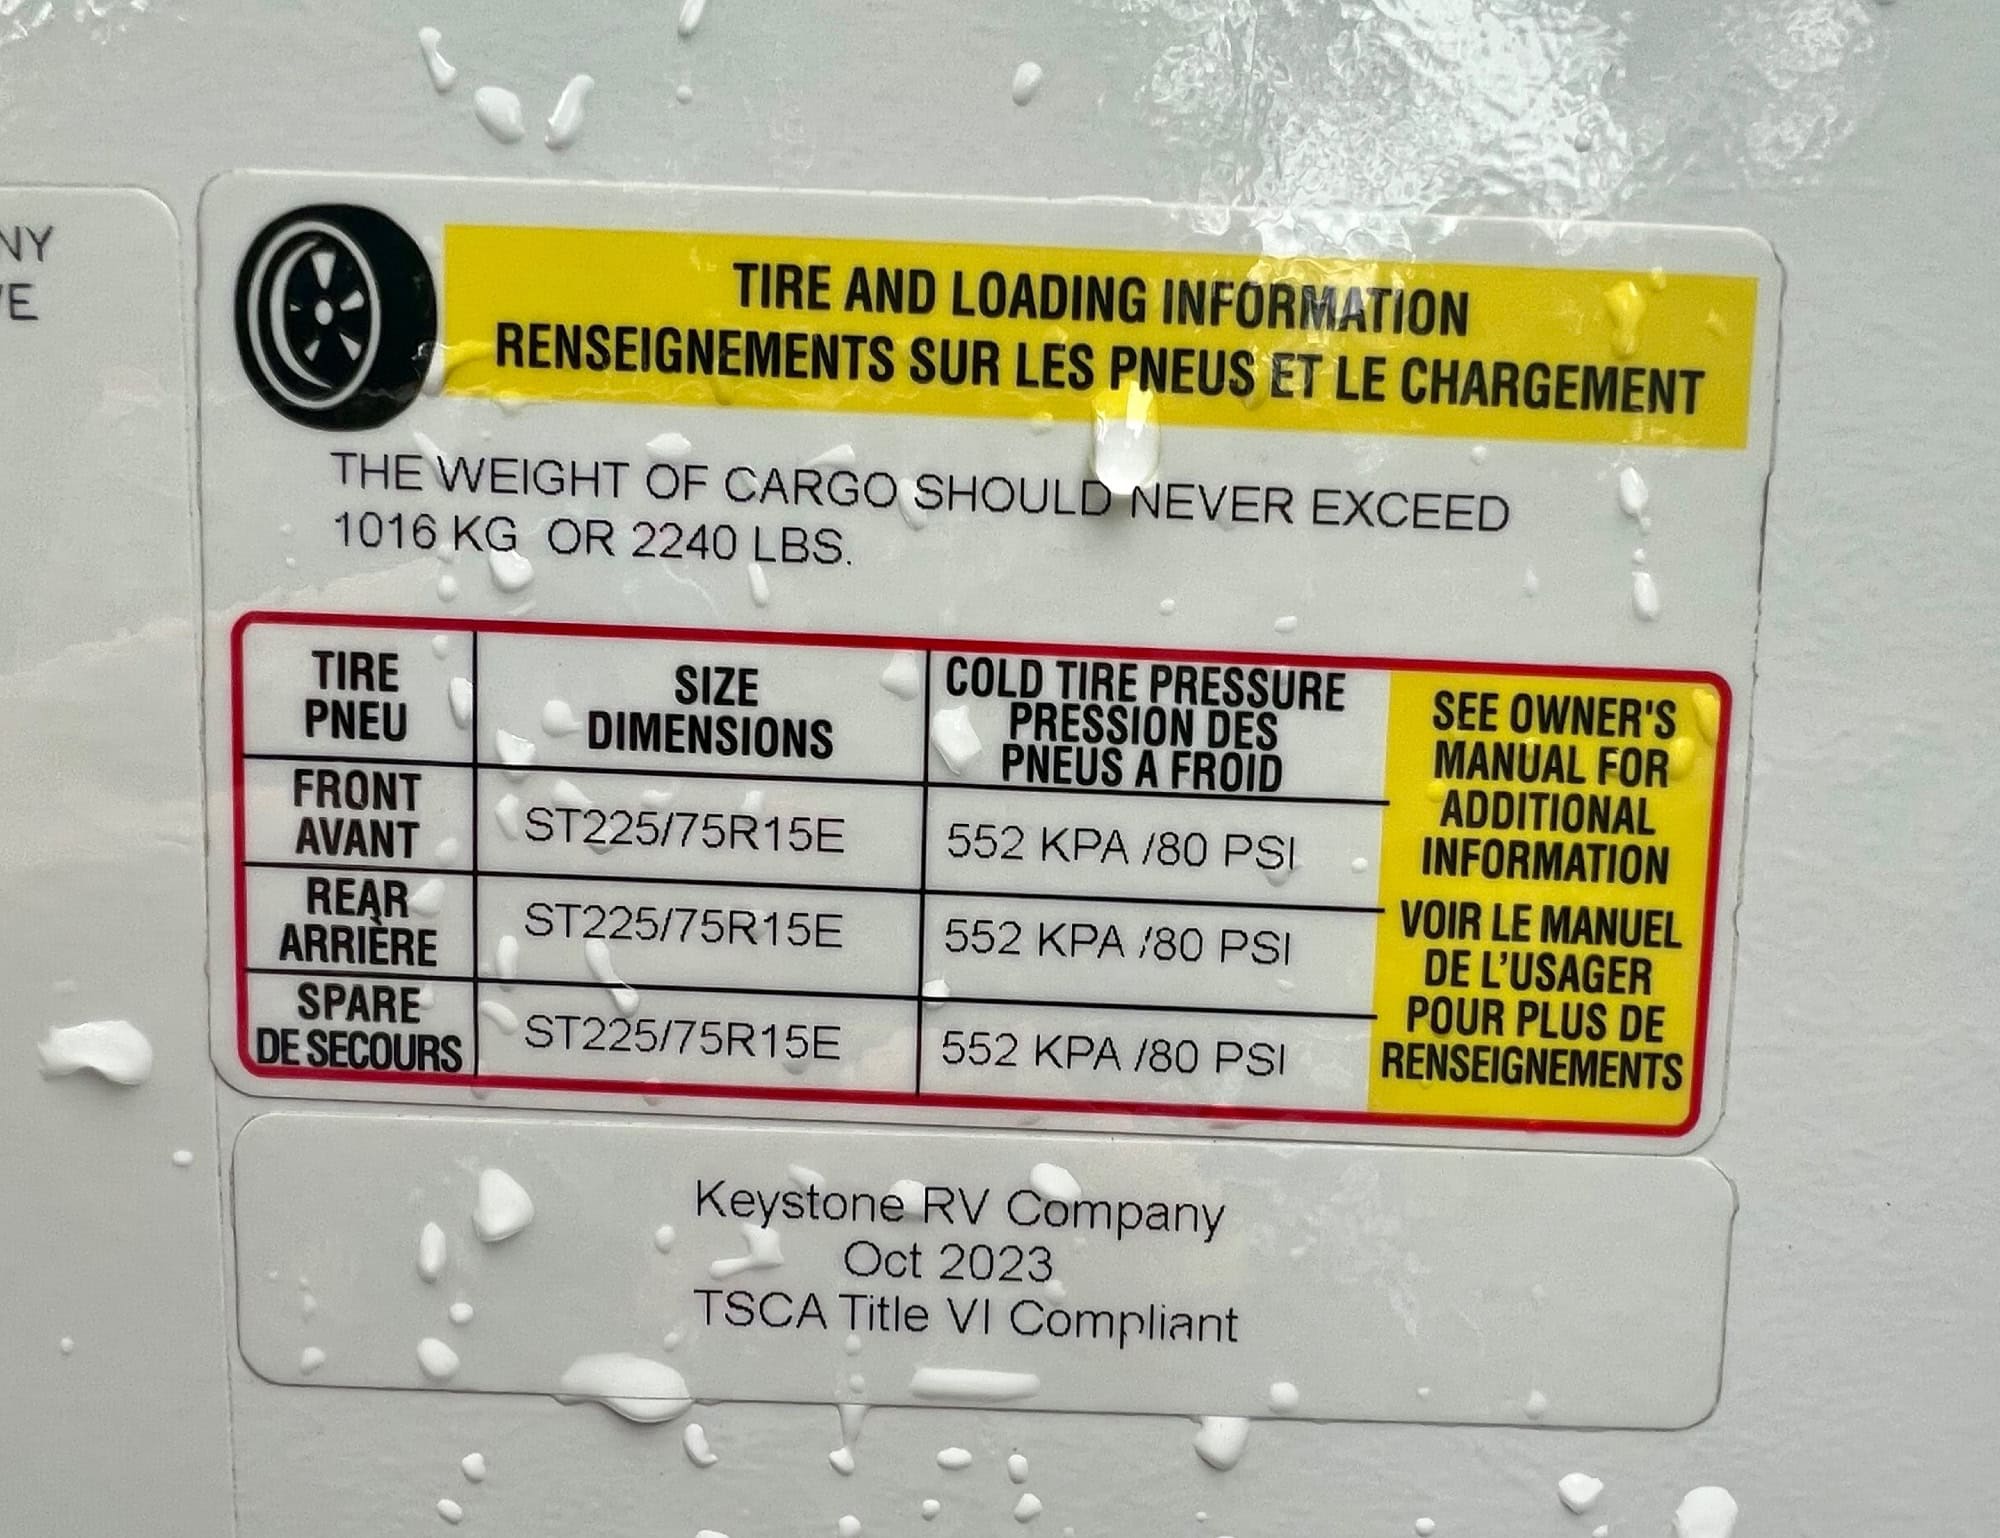 NY
TIRE AND LOADING INFORMATION
RENSEIGNEMENTS SUR LES PNEUS ET LE CHARGEMENT
THE WEIGHT OF CARGO SHOULD NEVER EXCEED
1016 KG OR 2240 LBS.
TIRE
PNEU
SIZE
DIMENSIONS
COLD TIRE PRESSURE
PRESSION DES
PNEUS A FROID
FRONT
AVANT
ST225/75R15E
552 KPA /80 PSI
REAR
ARRIÈRE
ST225/75R15E
552 KPA /80 PSI
SPARE
DE SECOURS
ST225/75R15E
552 KPA /80 PSI
SEE OWNER'S
MANUAL FOR
ADDITIONAL
INFORMATION
VOIR LE MANUEL
DE L'USAGER
POUR PLUS DE
RENSEIGNEMENTS
Keystone RV Company
Oct 2023
TSCA Title VI Compliant